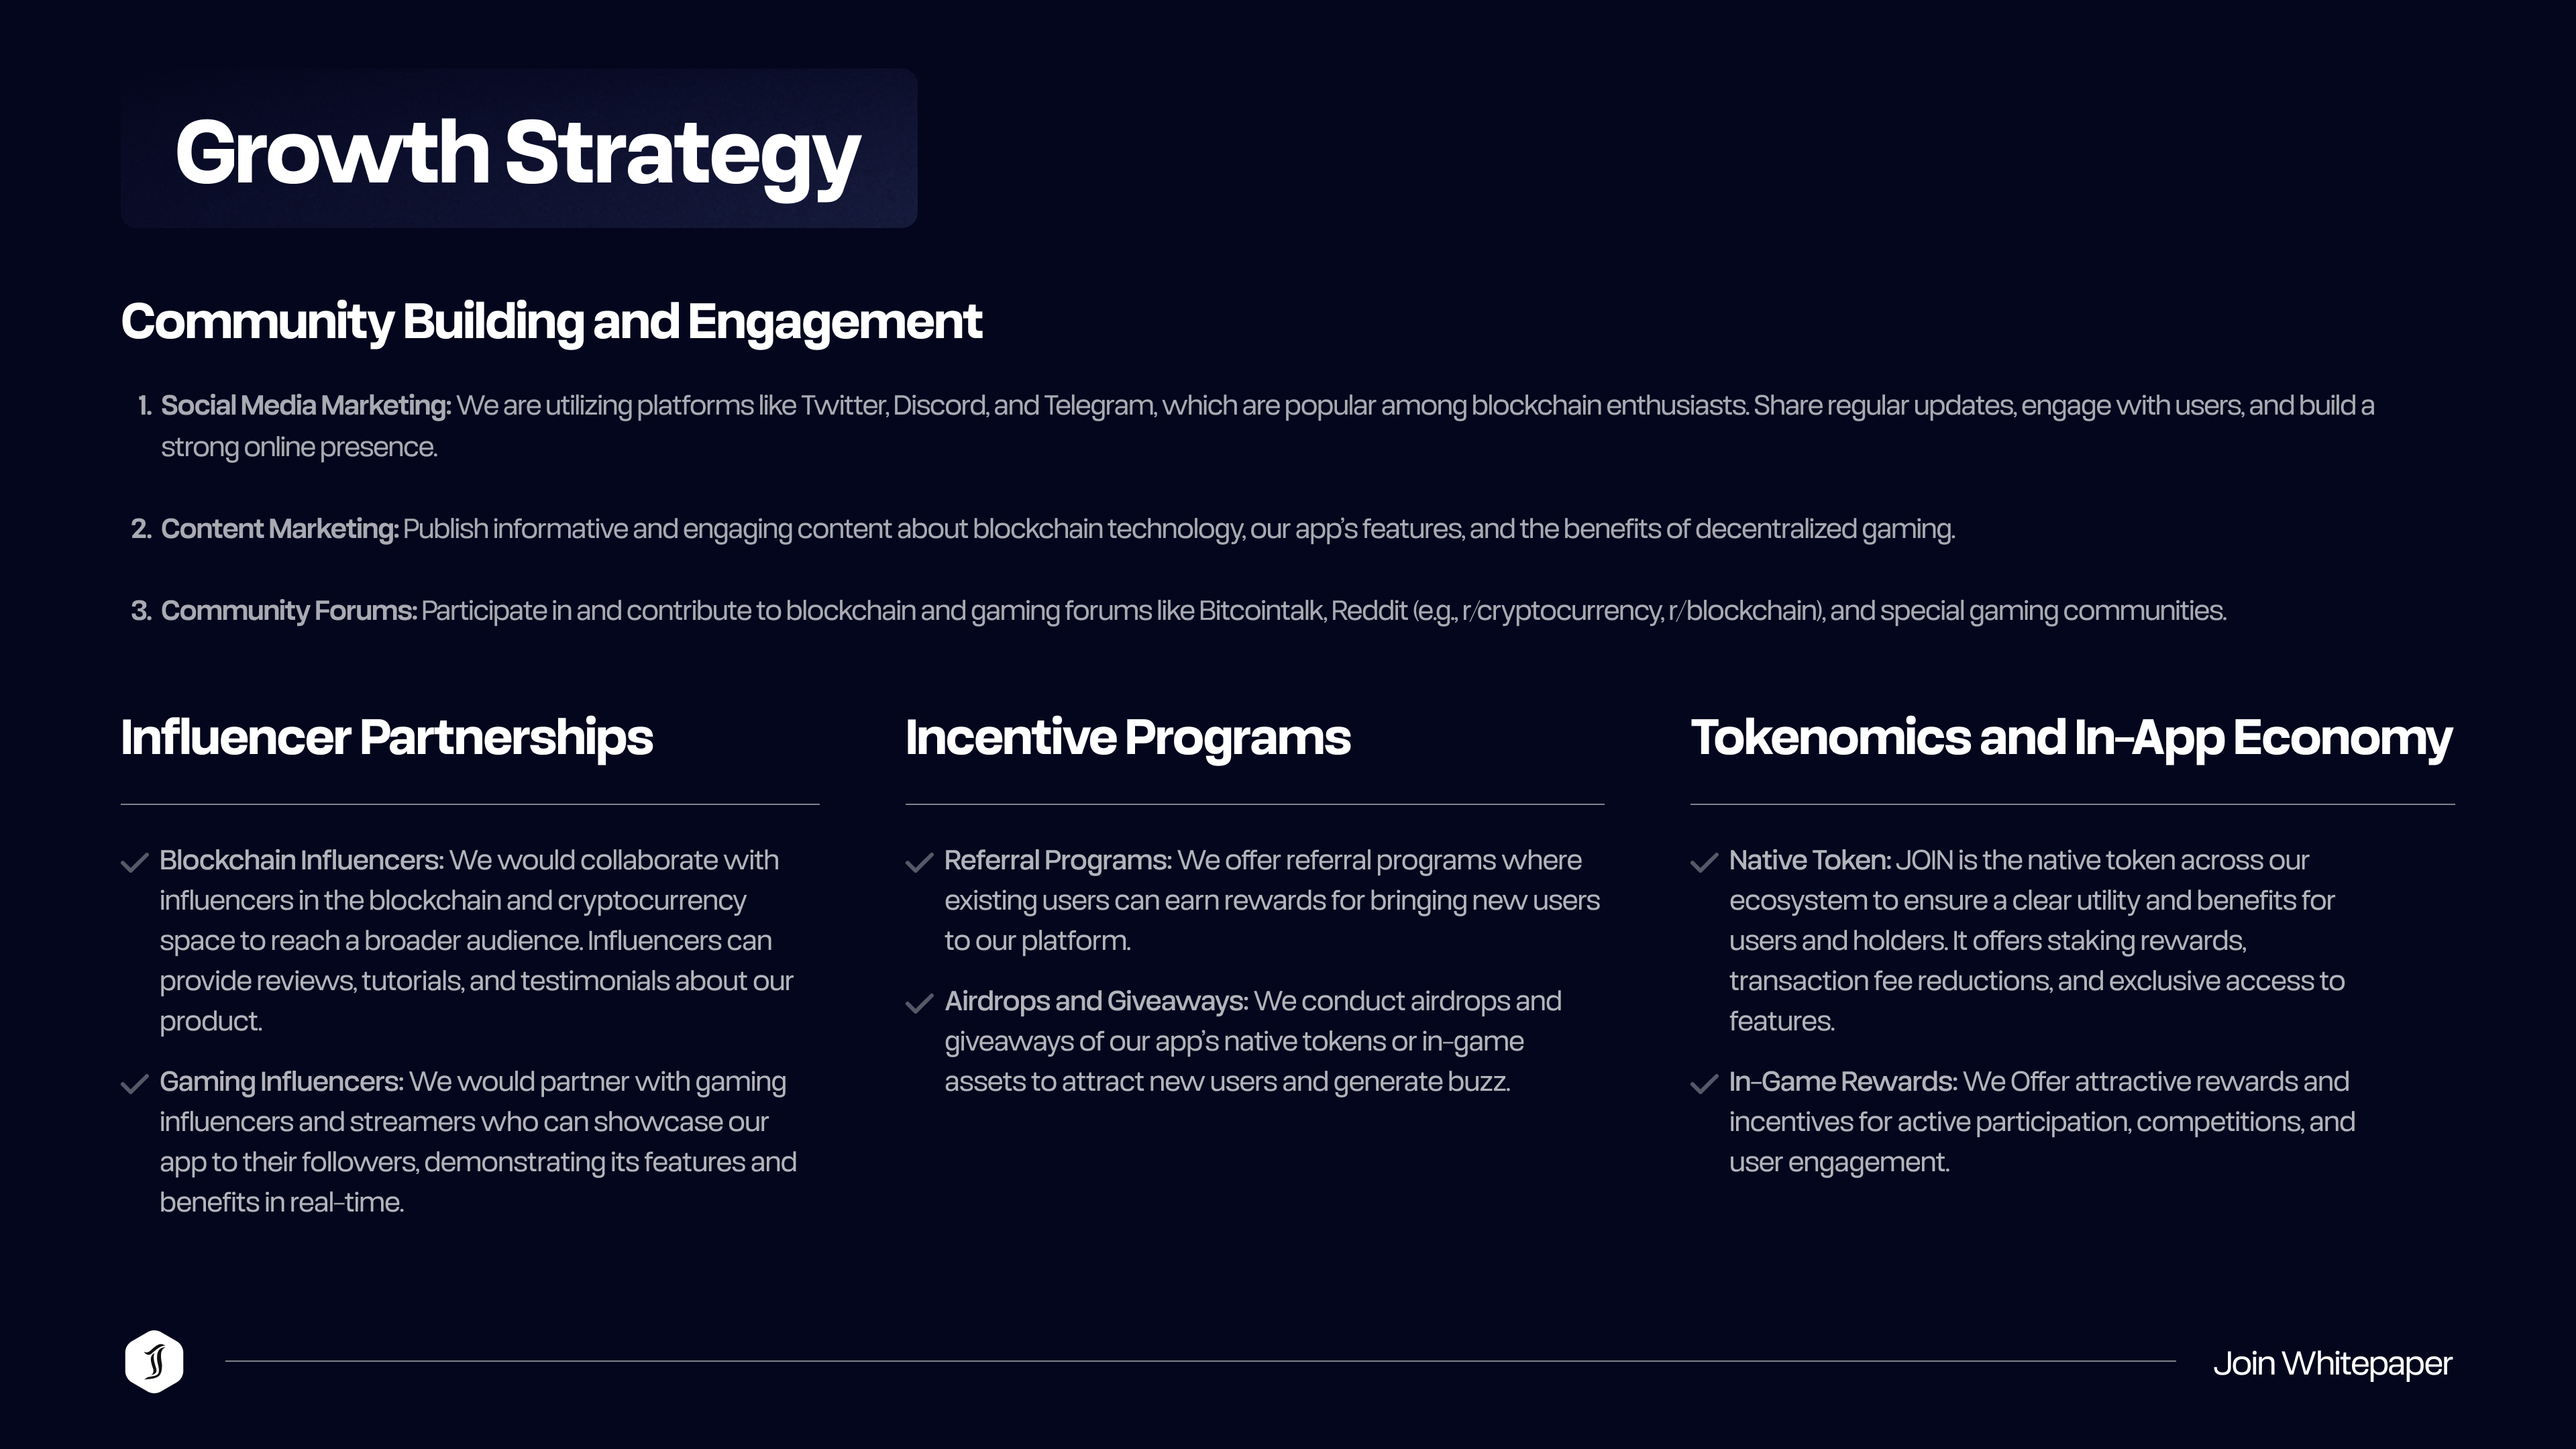 Growth Strategy
Community Building and Engagement
1. Social Media Marketing: We are utilizing platforms like Twitter, Discord, and Telegram, which are popular among blockchain enthusiasts. Share regular updates, engage with users, and build a
strong online presence.
2. Content Marketing: Publish informative and engaging content about blockchain technology, our app’s features, and the benefits of decentralized gaming.
3. Community Forums: Participate in and contribute to blockchain and gaming forums like Bitcointalk, Reddit (e.g., r/cryptocurrency, r/blockchain), and special gaming communities.
Influencer Partnerships
Blockchain Influencers: We would collaborate with
influencers in the blockchain and cryptocurrency
space to reach a broader audience. Influencers can
provide reviews, tutorials, and testimonials about our
product.
Gaming Influencers: We would partner with gaming
influencers and streamers who can showcase our
app to their followers, demonstrating its features and
benefits in real-time.
Incentive Programs
Referral Programs: We offer referral programs where
existing users can earn rewards for bringing new users
to our platform.
Airdrops and Giveaways: We conduct airdrops and
giveaways of our app’s native tokens or in-game
assets to attract new users and generate buzz.
Tokenomics and In-App Economy
Native Token: JOIN is the native token across our
ecosystem to ensure a clear utility and benefits for
users and holders. It offers staking rewards,
transaction fee reductions, and exclusive access to
features.
In-Game Rewards: We Offer attractive rewards and
incentives for active participation, competitions, and
user engagement.
J
Join Whitepaper